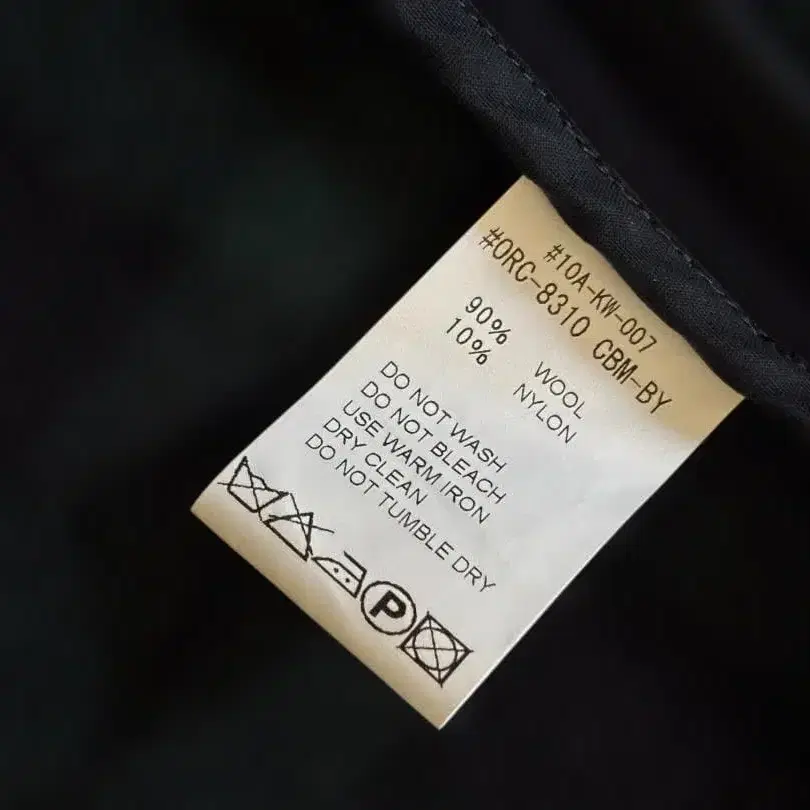 #10A-KW-007
#ORC-8310 CBM-BY
90% WOOL
10% NYLON
DO NOT WASH
DO NOT BLEACH
USE WARM IRON
DRY CLEAN
DO NOT TUMBLE DRY
P